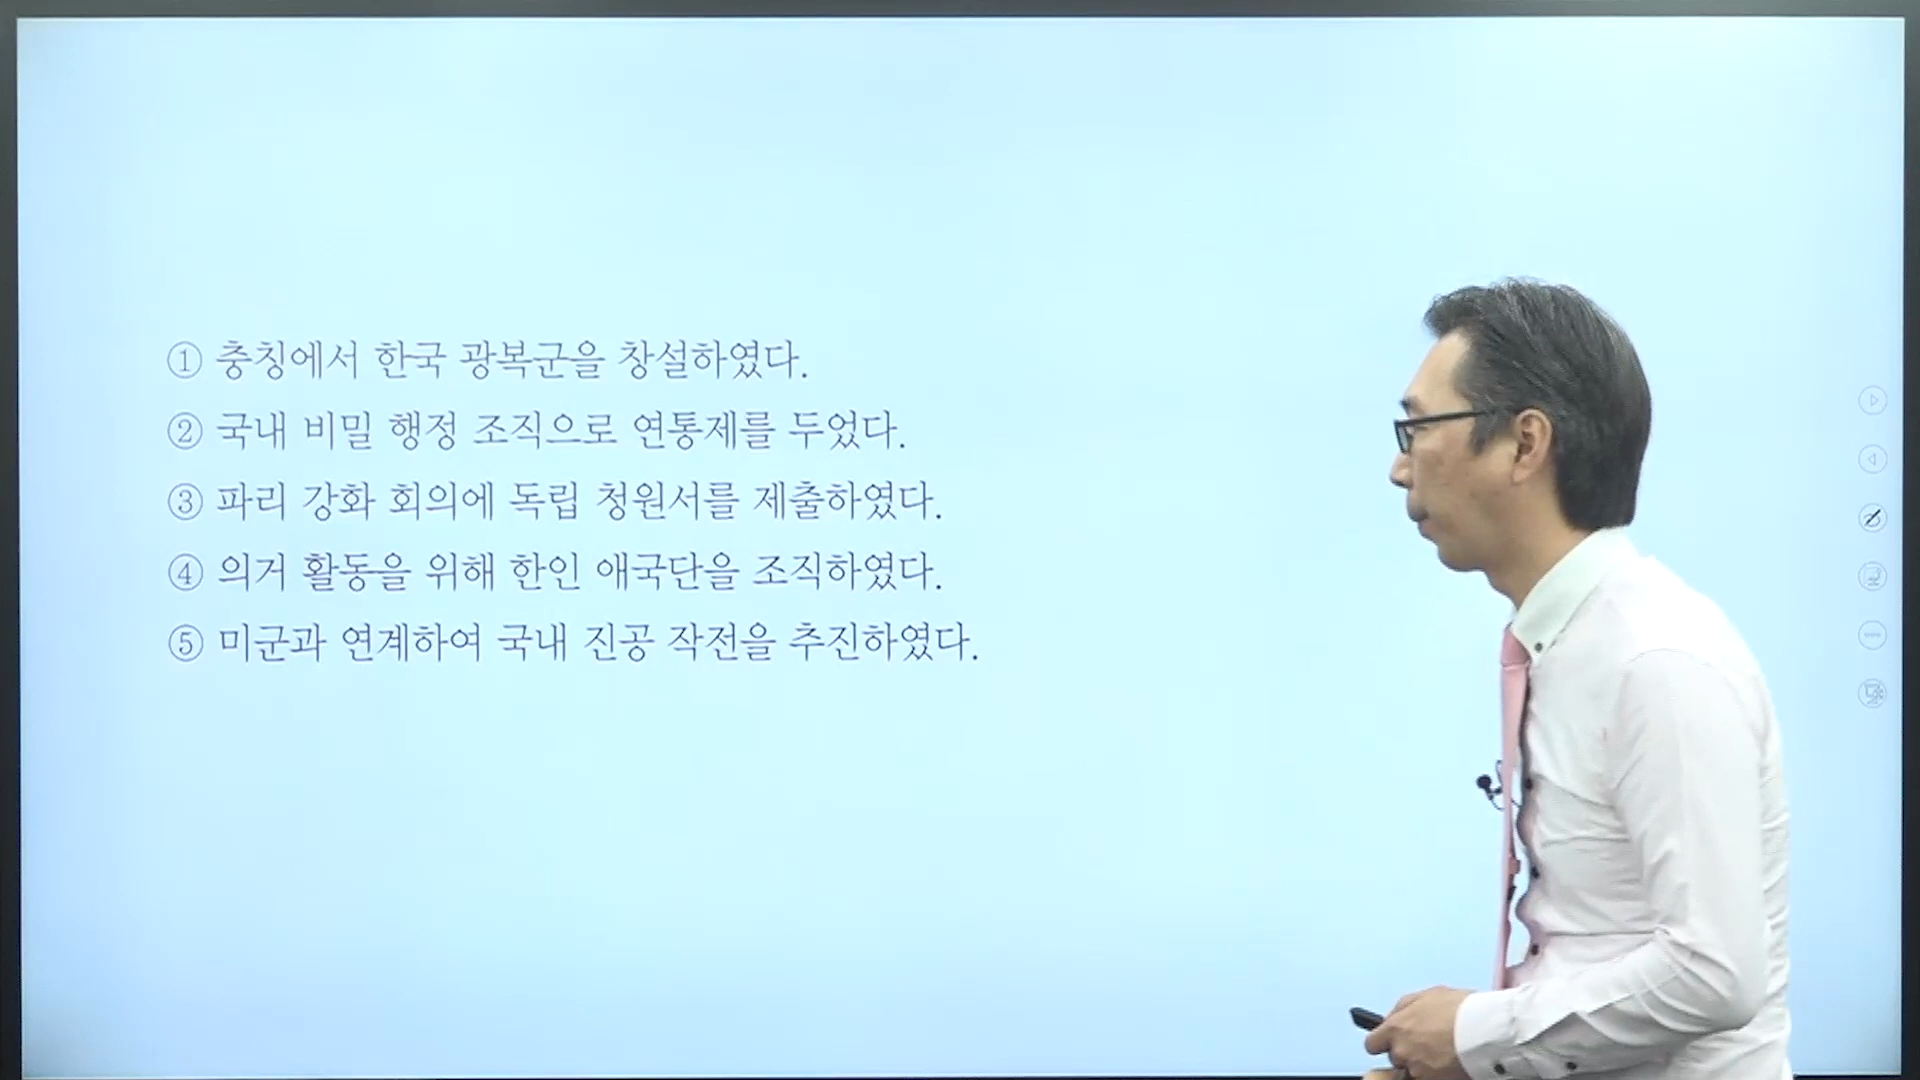 ① 충칭에서 한국 광복군을 창설하였다.
② 국내 비밀 행정 조직으로 연통제를 두었다.
③ 파리 강화 회의에 독립 청원서를 제출하였다.
④ 의거 활동을 위해 한인 애국단을 조직하였다.
⑤ 미군과 연계하여 국내 진공 작전을 추진하였다.